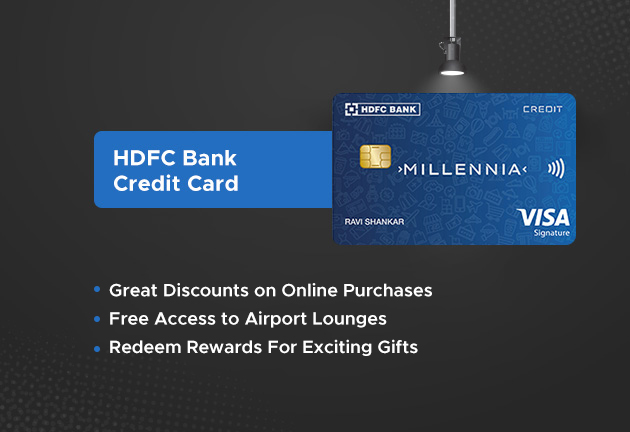 HDFC BANK
CREDIT
HDFC Bank
Credit Card
MILLENNIA
RAVI SHANKAR
VISA
Signature
Great Discounts on Online Purchases
Free Access to Airport Lounges
Redeem Rewards For Exciting Gifts